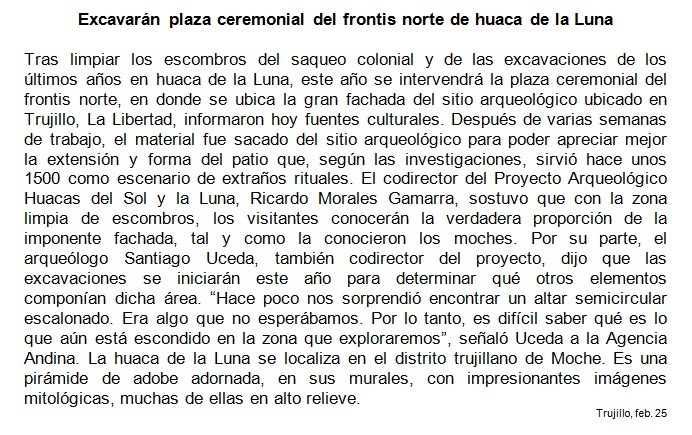 Excavarán plaza ceremonial del frontis norte de huaca de la Luna
Tras limpiar los escombros del saqueo colonial y de las excavaciones de los
últimos años en huaca de la Luna, este año se intervendrá la plaza ceremonial del
frontis norte, en donde se ubica la gran fachada del sitio arqueológico ubicado en
Trujillo, La Libertad, informaron hoy fuentes culturales. Después de varias semanas
de trabajo, el material fue sacado del sitio arqueológico para poder apreciar mejor
la extensión y forma del patio que, según las investigaciones, sirvió hace unos
1500 como escenario de extraños rituales. El codirector del Proyecto Arqueológico
Huacas del Sol y la Luna, Ricardo Morales Gamarra, sostuvo que con la zona
limpia de escombros, los visitantes conocerán la verdadera proporción de la
imponente fachada, tal y como la conocieron los moches. Por su parte, el
arqueólogo Santiago Uceda, también codirector del proyecto, dijo que las
excavaciones se iniciarán este año para determinar qué otros elementos
componían dicha área. “Hace poco nos sorprendió encontrar un altar semicircular
escalonado. Era algo que no esperábamos. Por lo tanto, es difícil saber qué es lo
que aún está escondido en la zona que exploraremos”, señaló Uceda a la Agencia
Andina. La huaca de la Luna se localiza en el distrito trujillano de Moche. Es una
pirámide de adobe adornada, en sus murales, con impresionantes imágenes
mitológicas, muchas de ellas en alto relieve.
Trujillo, feb. 25